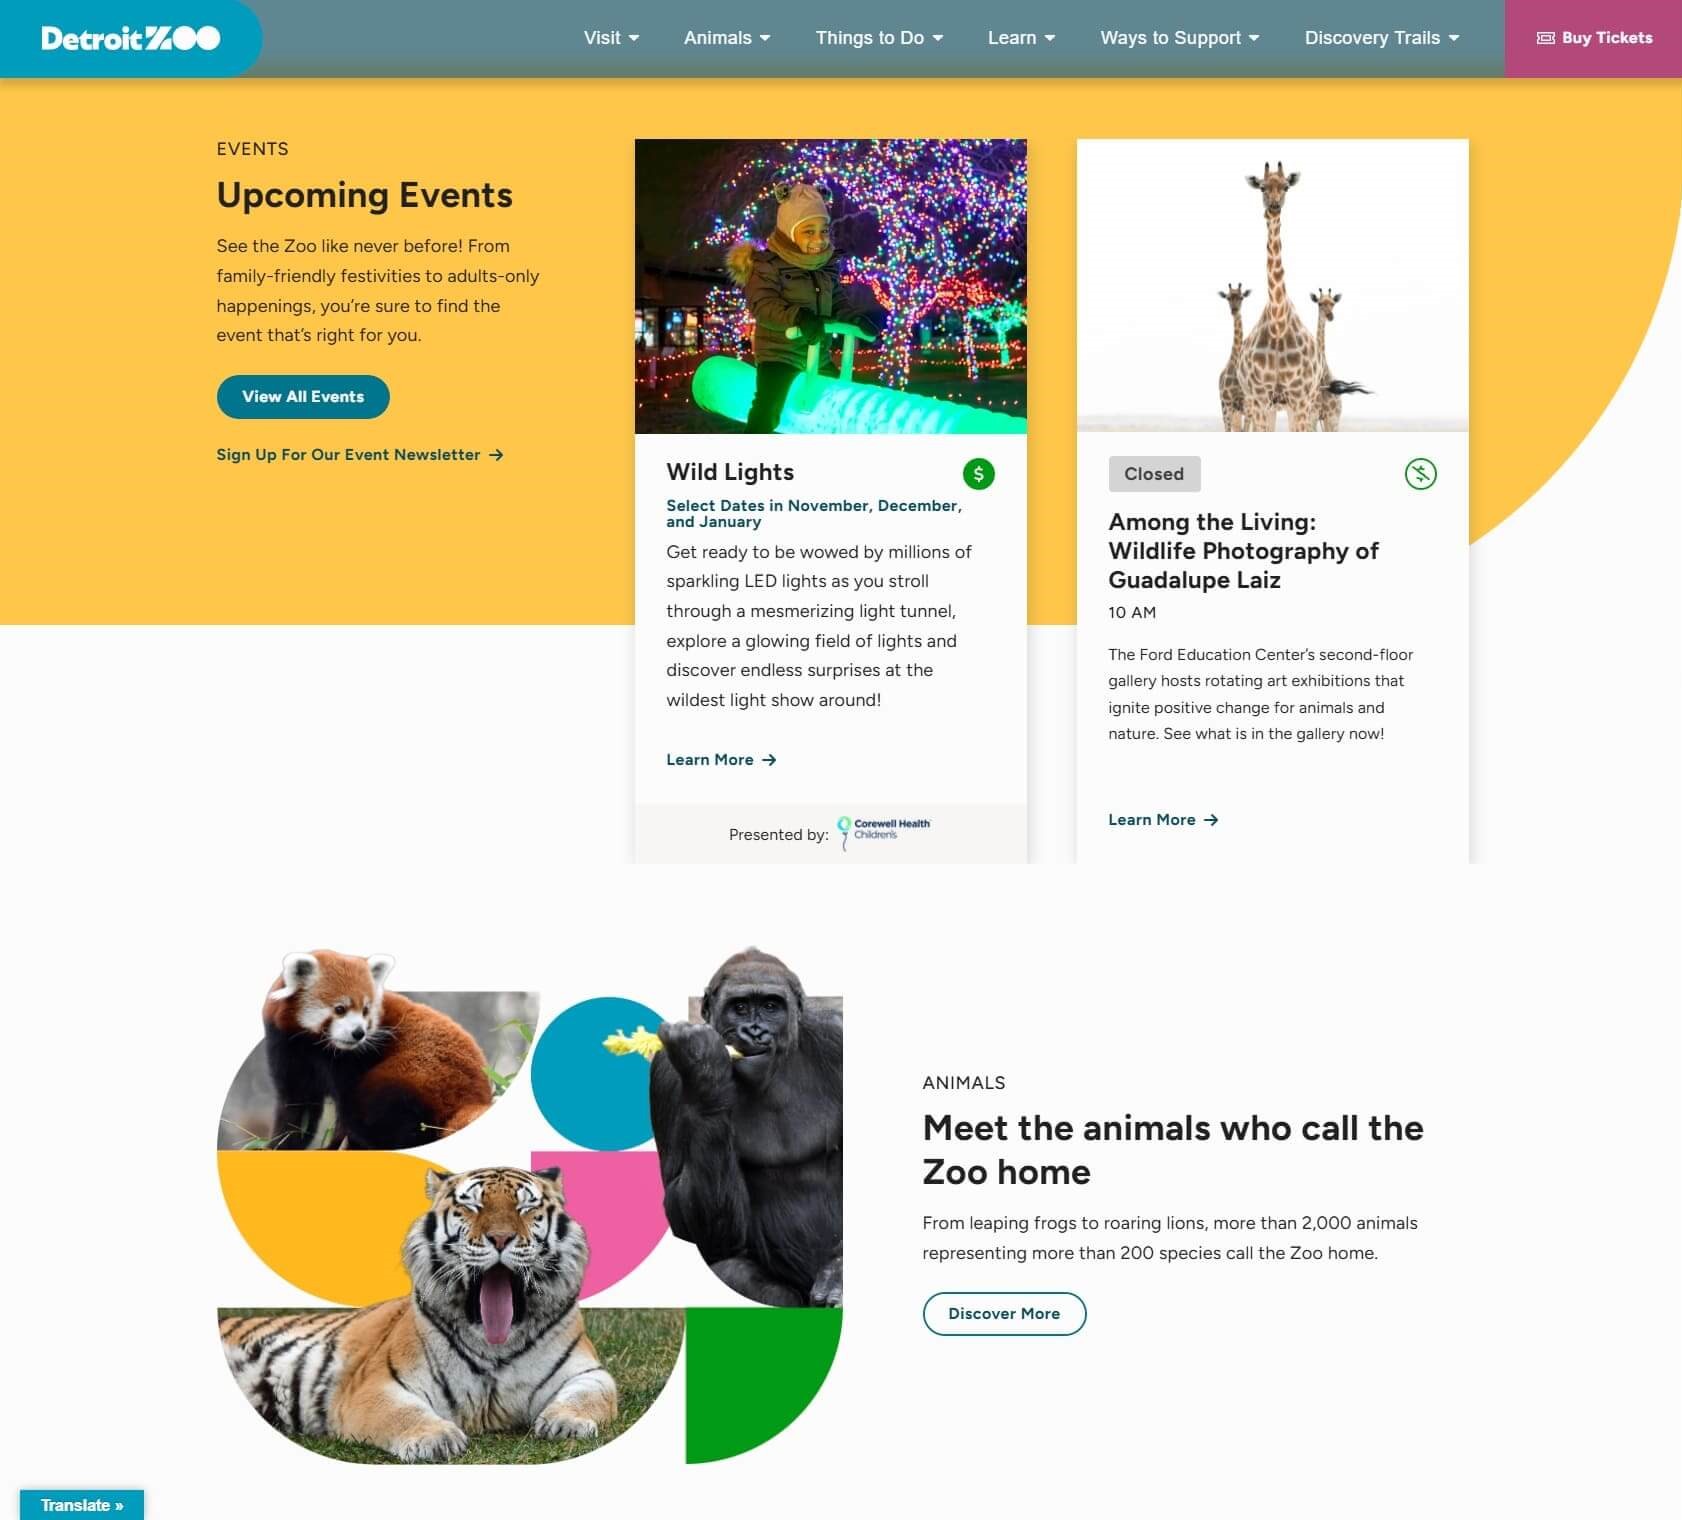 Detroit ZOO
Visit
Animals
Things to Do
Learn
Ways to Support
Discovery Trails
Buy Tickets
EVENTS
Upcoming Events
See the Zoo like never before! From
family-friendly festivities to adults-only
happenings, you’re sure to find the
event that’s right for you.
View All Events
Sign Up For Our Event Newsletter →
Wild Lights
$
Select Dates in November, December,
and January
Get ready to be wowed by millions of
sparkling LED lights as you stroll
through a mesmerizing light tunnel,
explore a glowing field of lights and
discover endless surprises at the
wildest light show around!
Learn More →
Presented by:
Corewell Health
Children's
Closed
$
Among the Living:
Wildlife Photography of
Guadalupe Laiz
10 AM
The Ford Education Center’s second-floor
gallery hosts rotating art exhibitions that
ignite positive change for animals and
nature. See what is in the gallery now!
Learn More →
ANIMALS
Meet the animals who call the
Zoo home
From leaping frogs to roaring lions, more than 2,000 animals
representing more than 200 species call the Zoo home.
Discover More
Translate »